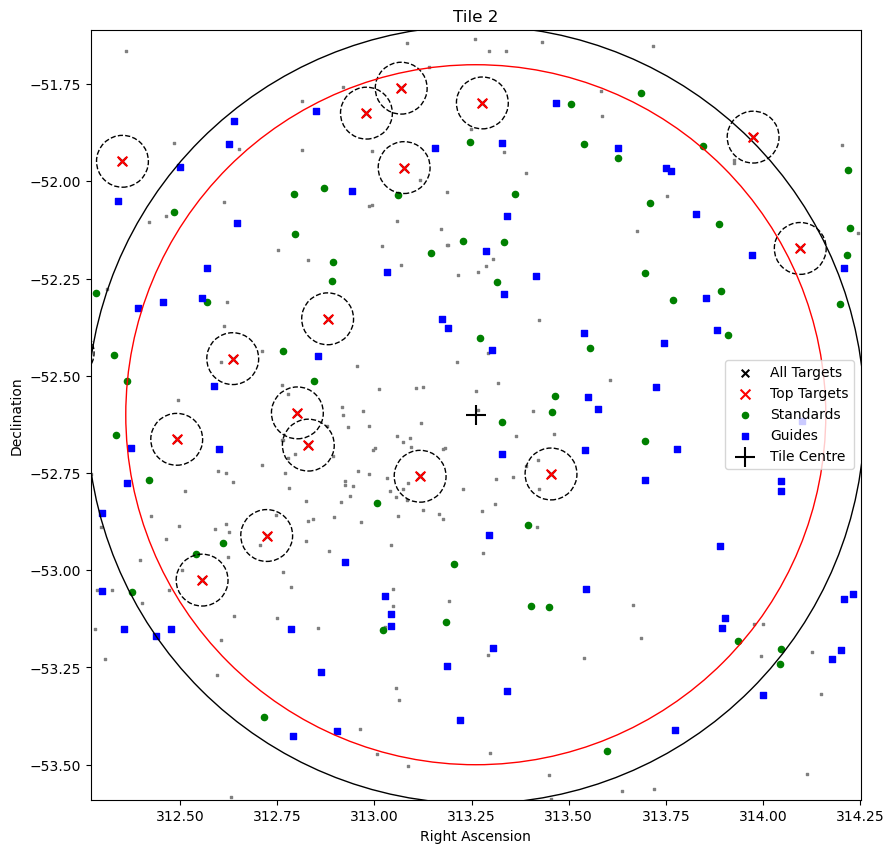 Tile 2
Declination
−51.75
−52.00
−52.25
−52.50
−52.75
−53.00
−53.25
−53.50
All Targets
Top Targets
Standards
Guides
Tile Centre
312.50 312.75 313.00 313.25 313.50 313.75 314.00 314.25
Right Ascension